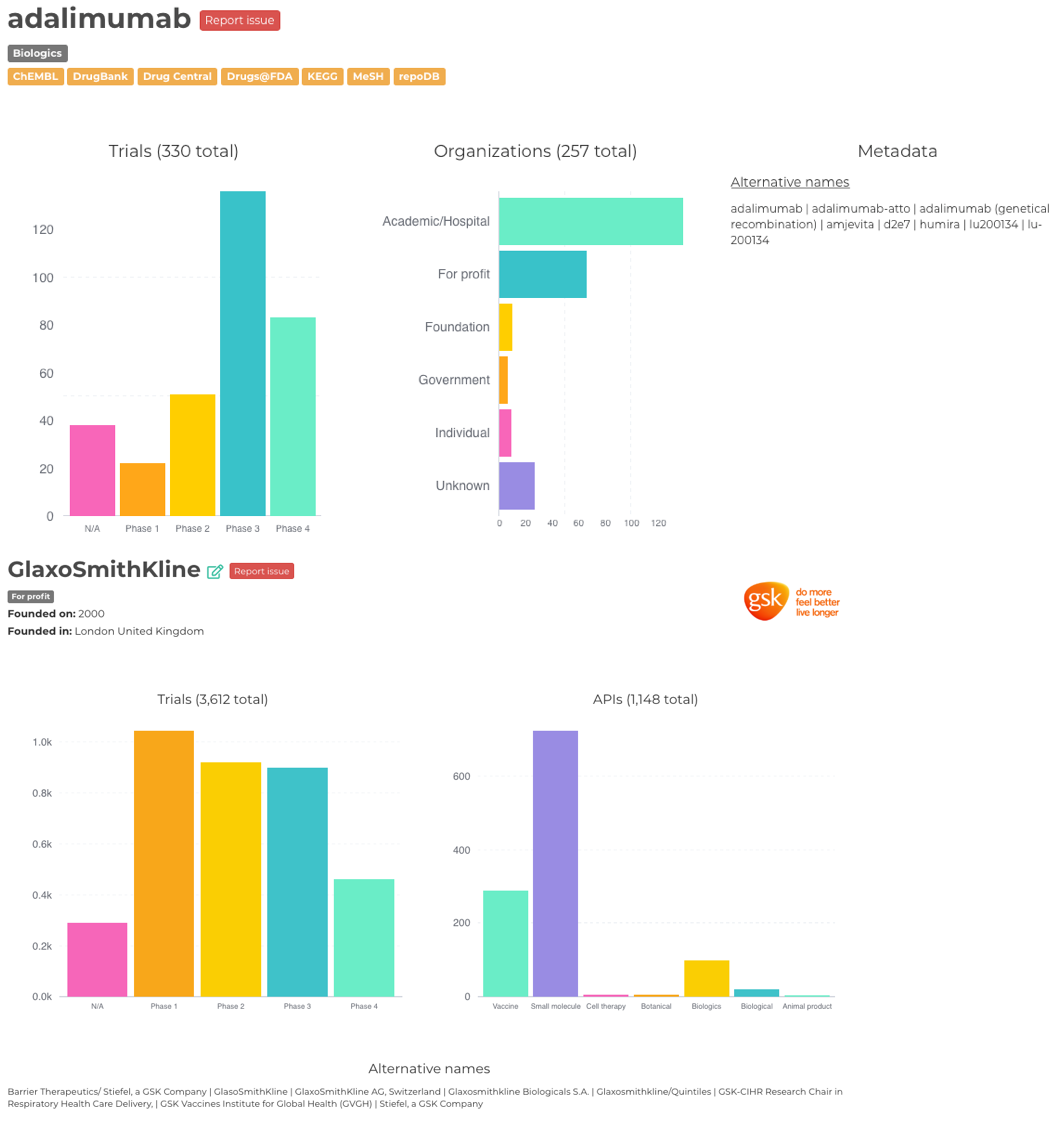 adalimumab Report issue
Biologics
ChEMBL DrugBank Drug Central Drugs@FDA KEGG MeSH repoDB
Trials (330 total)
120
100
80
60
40
20
0
N/A Phase 1 Phase 2 Phase 3 Phase 4
Organizations (257 total)
Academic/Hospital
For profit
Foundation
Government
Individual
Unknown
0 20 40 60 80 100 120
Metadata
Alternative names
adalimumab | adalimumab-atto | adalimumab (genetical
recombination) | amjevita | d2e7 | humira | lu200134 | lu-
200134
GlaxoSmithKline Report issue
For profit
Founded on: 2000
Founded in: London United Kingdom
gsk
do more
feel better
live longer
Trials (3,612 total)
1.0k
0.8k
0.6k
0.4k
0.2k
0.0k
N/A Phase 1 Phase 2 Phase 3 Phase 4
APIs (1,148 total)
600
400
200
0
Vaccine Small molecule Cell therapy Botanical Biologics Biological Animal product
Alternative names
Barrier Therapeutics/ Stiefel, a GSK Company | GlasoSmithKline | GlaxoSmithKline AG, Switzerland | Glaxosmithkline Biologicals S.A. | Glaxosmithkline/Quintiles | GSK-CIHR Research Chair in
Respiratory Health Care Delivery, | GSK Vaccines Institute for Global Health (GVGH) | Stiefel, a GSK Company